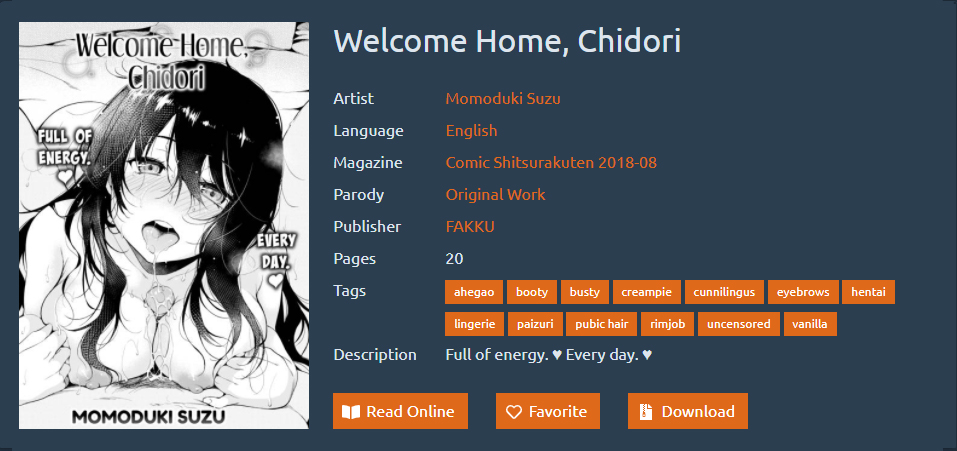 Welcome Home,
Chidori
FULL OF
ENERGY.
EVERY
DAY.
MOMODUKI SUZU
Welcome Home, Chidori
Artist Momoduki Suzu
Language English
Magazine Comic Shitsurakuten 2018-08
Parody Original Work
Publisher FAKKU
Pages 20
Tags ahegao booty busty creampie cunnilingus eyebrows hentai
lingerie paizuri pubic hair rimjob uncensored vanilla
Description Full of energy. ♥ Every day. ♥
Read Online Favorite Download